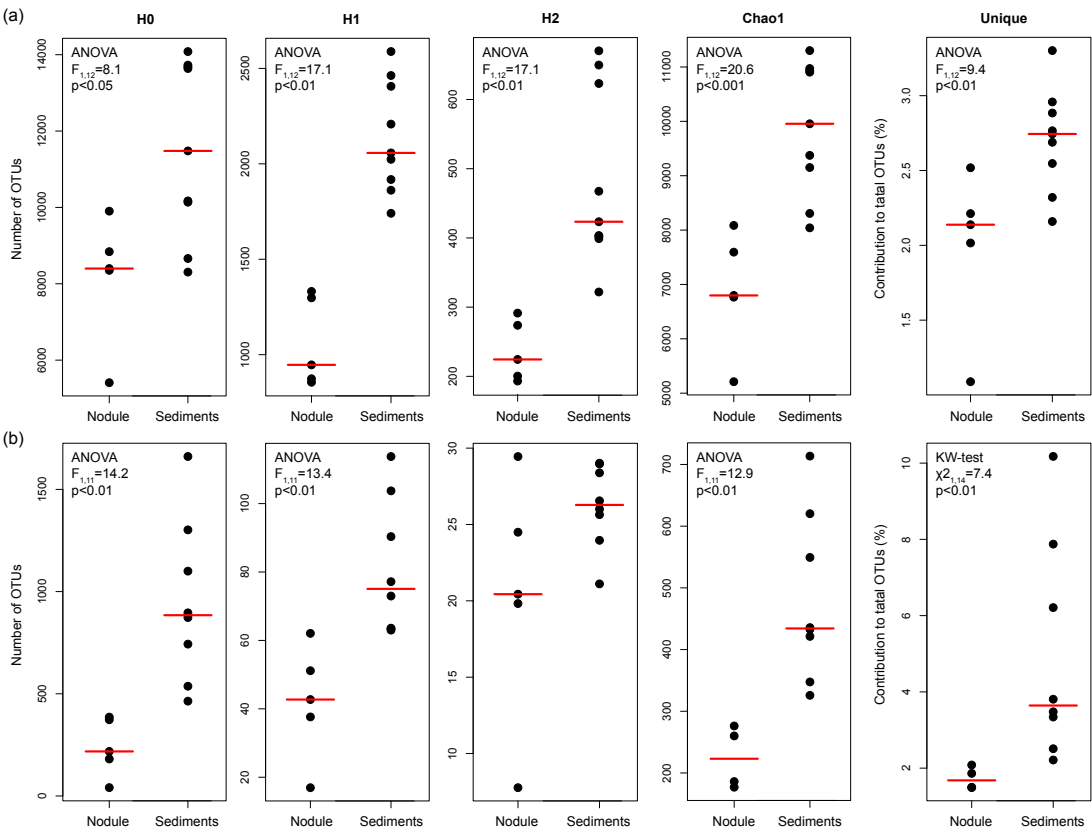 (a)
H0
H1
H2
Chao1
Unique
Number of OTUs
6000
8000
10000
12000
14000
ANOVA
F1,12=8.1
p<0.05
Nodule
Sediments
1000
1500
2000
2500
ANOVA
F1,12=17.1
p<0.01
Nodule
Sediments
200
300
400
500
600
ANOVA
F1,12=17.1
p<0.01
Nodule
Sediments
5000
6000
7000
8000
9000
10000
11000
ANOVA
F1,12=20.6
p<0.001
Nodule
Sediments
Contribution to tatal OTUs (%)
1.5
2.0
2.5
3.0
ANOVA
F1,12=9.4
p<0.01
Nodule
Sediments
(b)
Number of OTUs
0
500
1000
1500
ANOVA
F1,11=14.2
p<0.01
Nodule
Sediments
20
40
60
80
100
ANOVA
F1,11=13.4
p<0.01
Nodule
Sediments
10
15
20
25
30
Nodule
Sediments
200
300
400
500
600
700
ANOVA
F1,11=12.9
p<0.01
Nodule
Sediments
Contribution to tatal OTUs (%)
2
4
6
8
10
KW-test
χ21,14=7.4
p<0.01
Nodule
Sediments